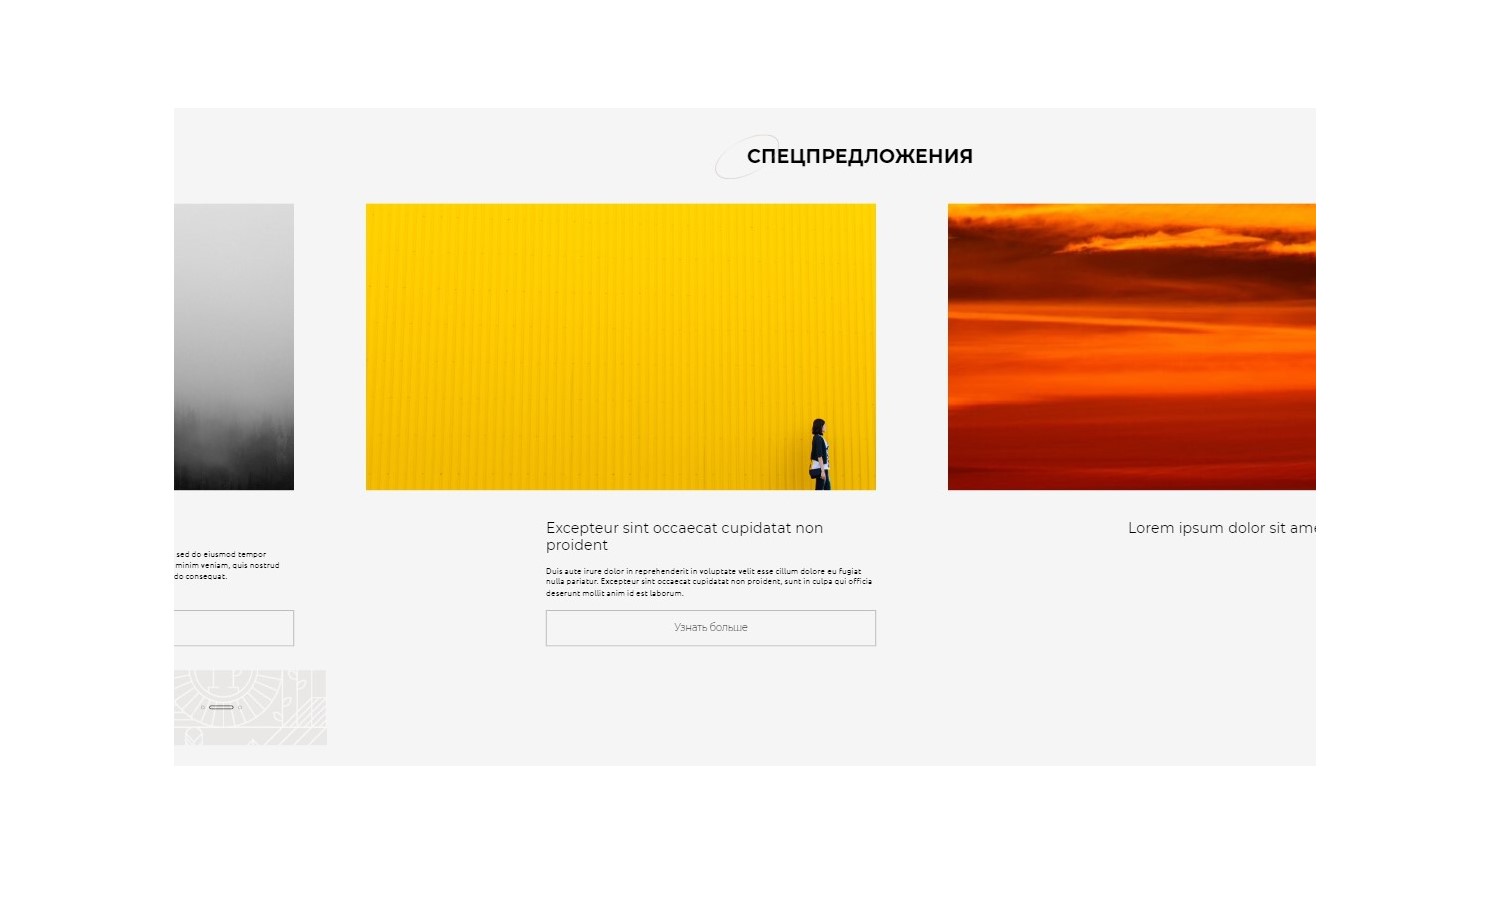 СПЕЦПРЕДЛОЖЕНИЯ
sed do eiusmod tempor
minim veniam, quis nostrud
do consequat.
Excepteur sint occaecat cupidatat non
proident
Duis aute irure dolor in reprehenderit in voluptate velit esse cillum dolore eu fugiat
nulla pariatur. Excepteur sint occaecat cupidatat non proident, sunt in culpa qui officia
deserunt mollit anim id est laborum.
Узнать больше
Lorem ipsum dolor sit ame